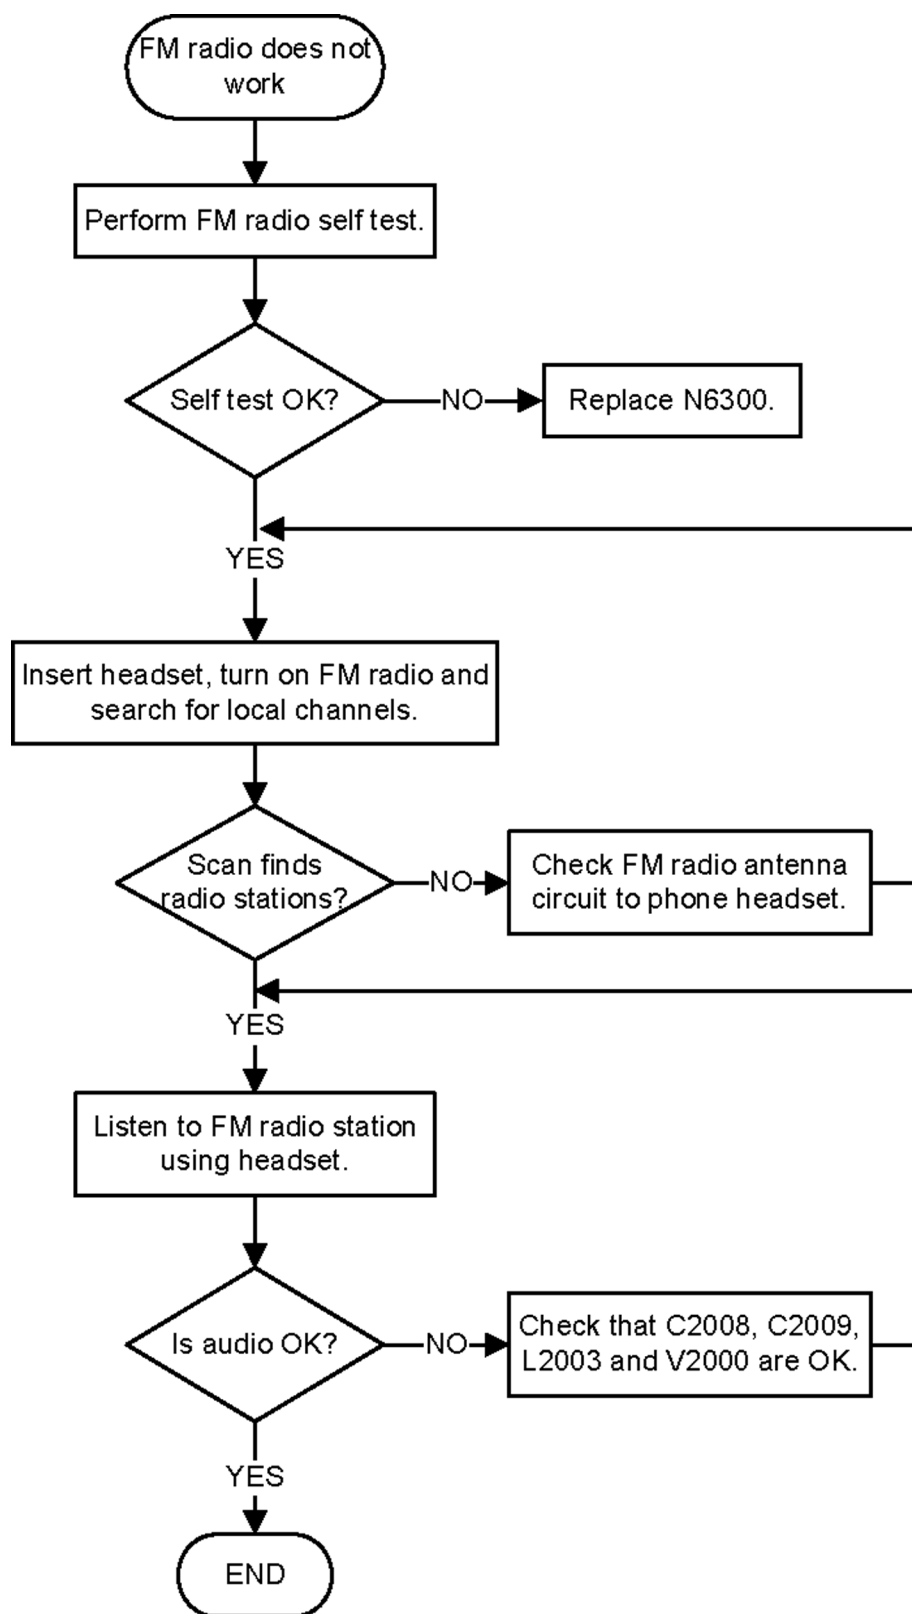 FM radio does not
work
Perform FM radio self test.
Self test OK?
NO
Replace N6300.
YES
Insert headset, turn on FM radio and
search for local channels.
Scan finds
radio stations?
NO
Check FM radio antenna
circuit to phone headset.
YES
Listen to FM radio station
using headset.
Is audio OK?
NO
Check that C2008, C2009,
L2003 and V2000 are OK.
YES
END